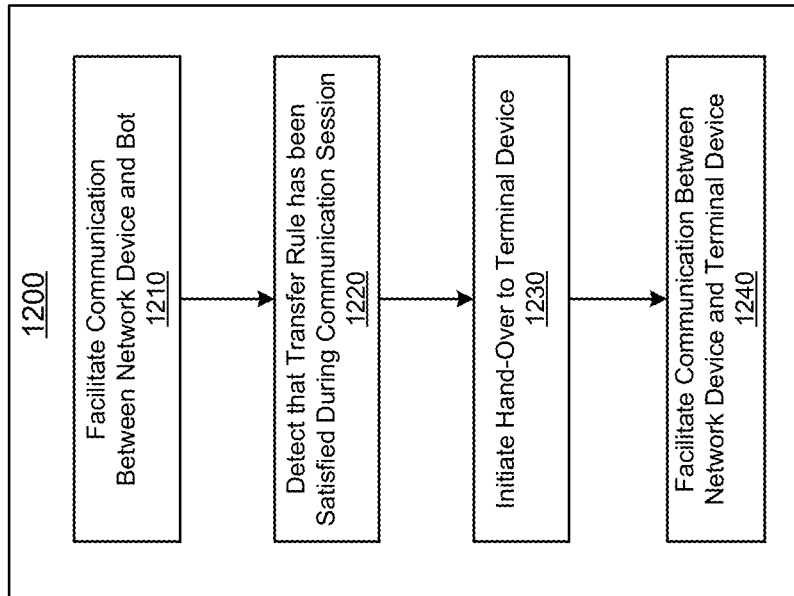 1200
Facilitate Communication
Between Network Device and Bot
1210
Detect that Transfer Rule has been
Satisfied During Communication Session
1220
Initiate Hand-Over to Terminal Device
1230
Facilitate Communication Between
Network Device and Terminal Device
1240